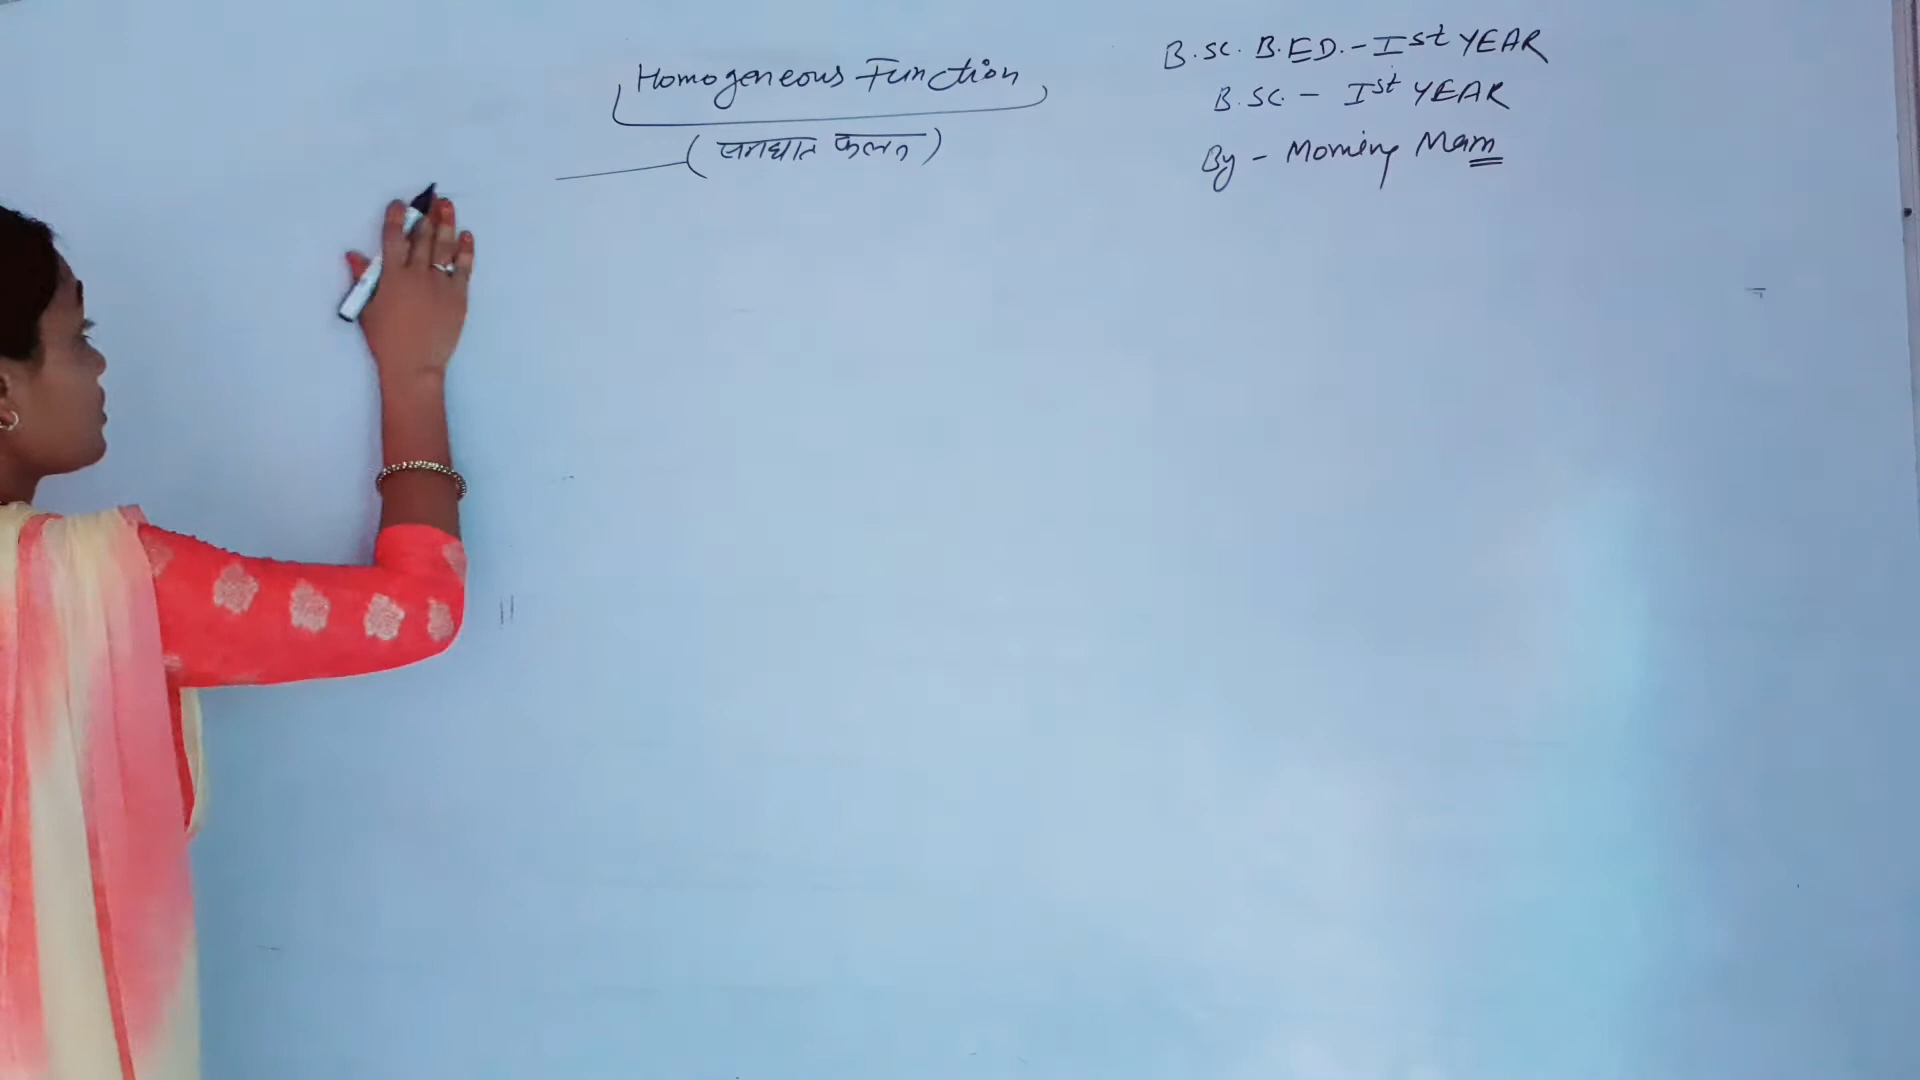 Homogeneous Function
(समघात फलन)
B.SC. B.ED. - Ist YEAR
B.SC. - Ist YEAR
By - Morning Mam